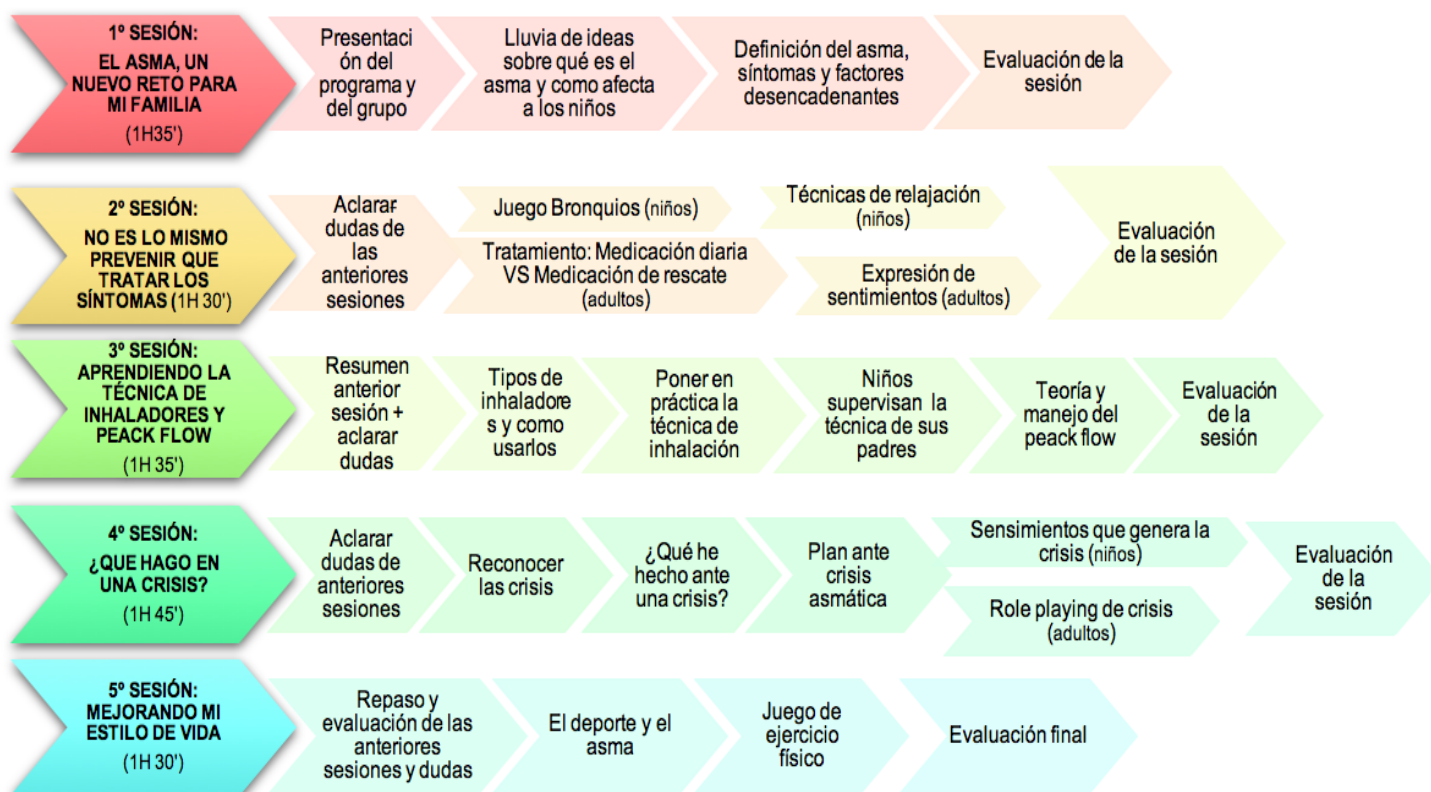 1º SESIÓN:
EL ASMA, UN
NUEVO RETO PARA
MI FAMILIA
(1H35')
Presentaci
ón del
programa y
del grupo
Lluvia de ideas
sobre qué es el
asma y como afecta
a los niños
Definición del asma,
síntomas y factores
desencadenantes
Evaluación de la
sesión
2º SESIÓN:
NO ES LO MISMO
PREVENIR QUE
TRATAR LOS
SÍNTOMAS (1H 30')
Aclarar
dudas de
las
anteriores
sesiones
Juego Bronquios (niños)
Tratamiento: Medicación diaria
VS Medicación de rescate
(adultos)
Técnicas de relajación
(niños)
Expresión de
sentimientos (adultos)
Evaluación
de la sesión
3º SESIÓN:
APRENDIENDO LA
TÉCNICA DE
INHALADORES Y
PEACK FLOW
(1H 35')
Resumen
anterior
sesión +
aclarar
dudas
Tipos de
inhaladore
s y como
usarlos
Poner en
práctica la
técnica de
inhalación
Niños
supervisan la
técnica de sus
padres
Teoría y
manejo del
peack flow
Evaluación
de la
sesión
4º SESIÓN:
¿QUE HAGO EN
UNA CRISIS?
(1H 45')
Aclarar
dudas de
anteriores
sesiones
Reconocer
las crisis
¿Qué he
hecho ante
una crisis?
Plan ante
crisis
asmática
Sensimientos que genera la
crisis (niños)
Role playing de crisis
(adultos)
Evaluación
de la
sesión
5º SESIÓN:
MEJORANDO MI
ESTILO DE VIDA
(1H 30')
Repaso y
evaluación de las
anteriores
sesiones y dudas
El deporte y el
asma
Juego de
ejercicio
físico
Evaluación final